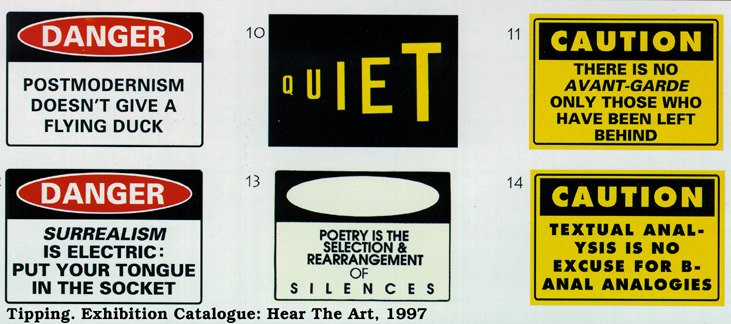 DANGER
POSTMODERNISM
DOESN'T GIVE A
FLYING DUCK
10
QUIET
11
CAUTION
THERE IS NO
AVANT-GARDE
ONLY THOSE WHO
HAVE BEEN LEFT
BEHIND
DANGER
SURREALISM
IS ELECTRIC:
PUT YOUR TONGUE
IN THE SOCKET
13
POETRY IS THE
SELECTION &
REARRANGEMENT
OF
SILENCES
14
CAUTION
TEXTUAL ANAL-
YSIS IS NO
EXCUSE FOR B-
ANAL ANALOGIES
Tipping. Exhibition Catalogue: Hear The Art, 1997